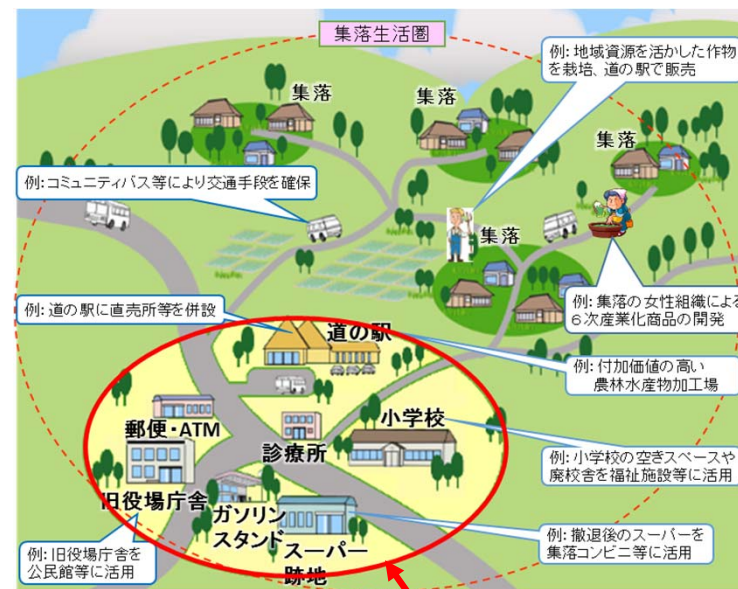 集落生活圏
例：地域資源を活かした作物
を栽培、道の駅で販売
集落
集落
集落
例：コミュニティバス等により交通手段を確保
集落
例：道の駅に直売所等を併設
例：集落の女性組織による
６次産業化商品の開発
道の駅
例：付加価値の高い
農林水産物加工場
郵便・ATM
診療所
小学校
例：小学校の空きスペースや
廃校舎を福祉施設等に活用
旧役場庁舎
ガソリン
スタンド
スーパー
跡地
例：旧役場庁舎を
公民館等に活用
例：撤退後のスーパーを
集落コンビニ等に活用